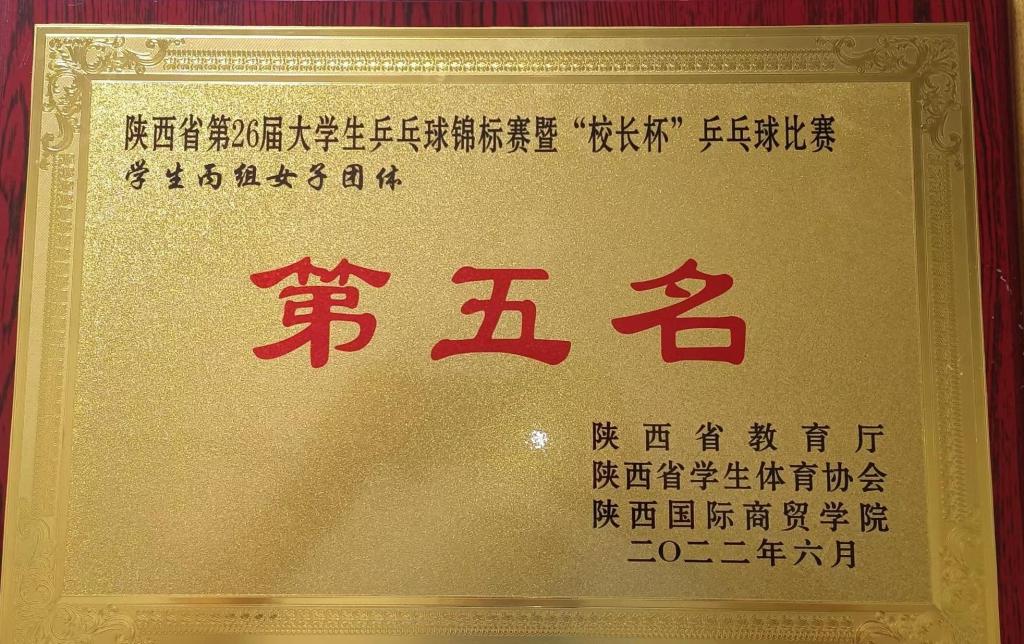 陕西省第26届大学生乒乓球锦标赛暨“校长杯”乒乓球比赛
学生丙组女子团体
第五名
陕西省教育厅
陕西省学生体育协会
陕西国际商贸学院
二〇二二年六月